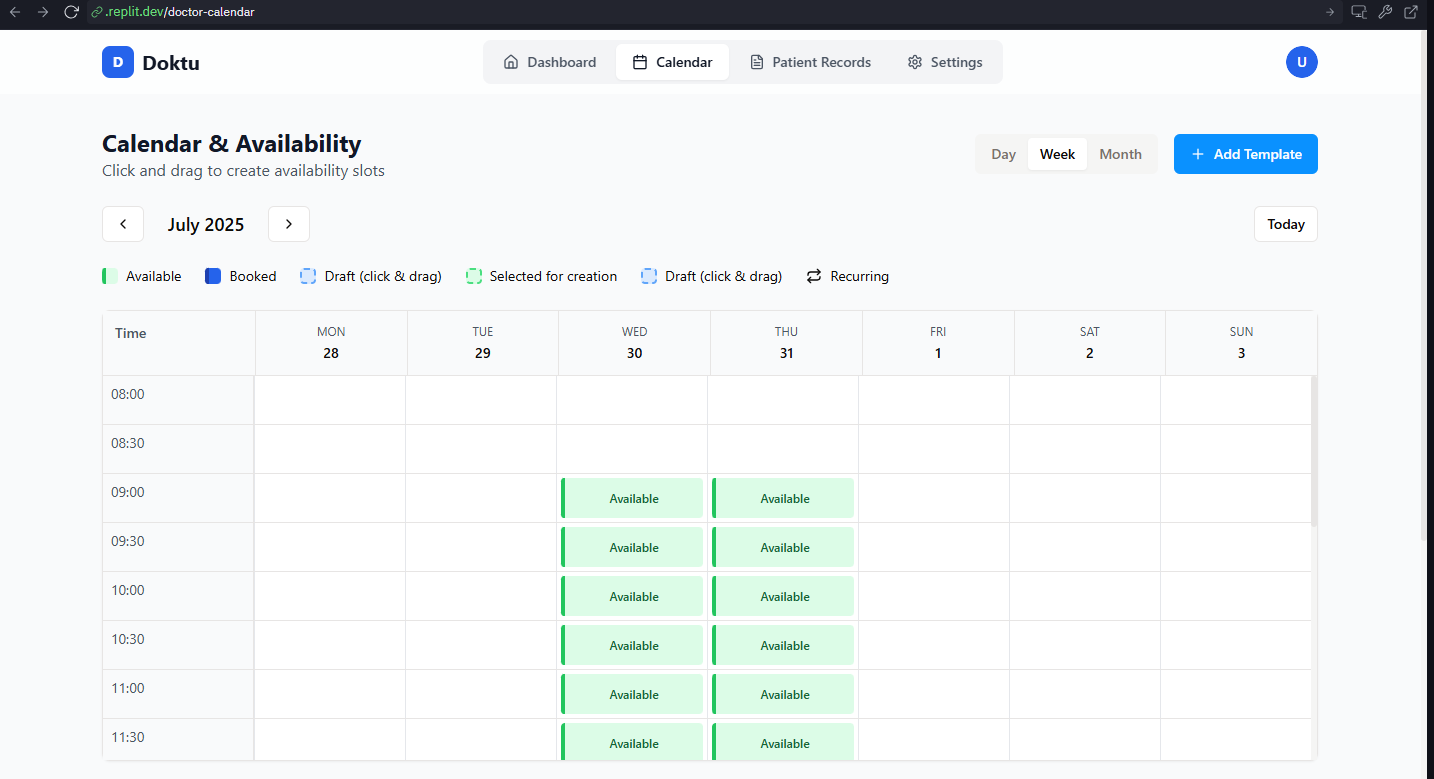 .replit.dev/doctor-calendar
D Doktu
Dashboard Calendar Patient Records Settings
U
Calendar & Availability
Click and drag to create availability slots
Day Week Month
+ Add Template
July 2025
Today
Available Booked Draft (click & drag) Selected for creation Draft (click & drag) Recurring
Time MON TUE WED THU FRI SAT SUN
28 29 30 31 1 2 3
08:00
08:30
09:00 Available Available
09:30 Available Available
10:00 Available Available
10:30 Available Available
11:00 Available Available
11:30 Available Available